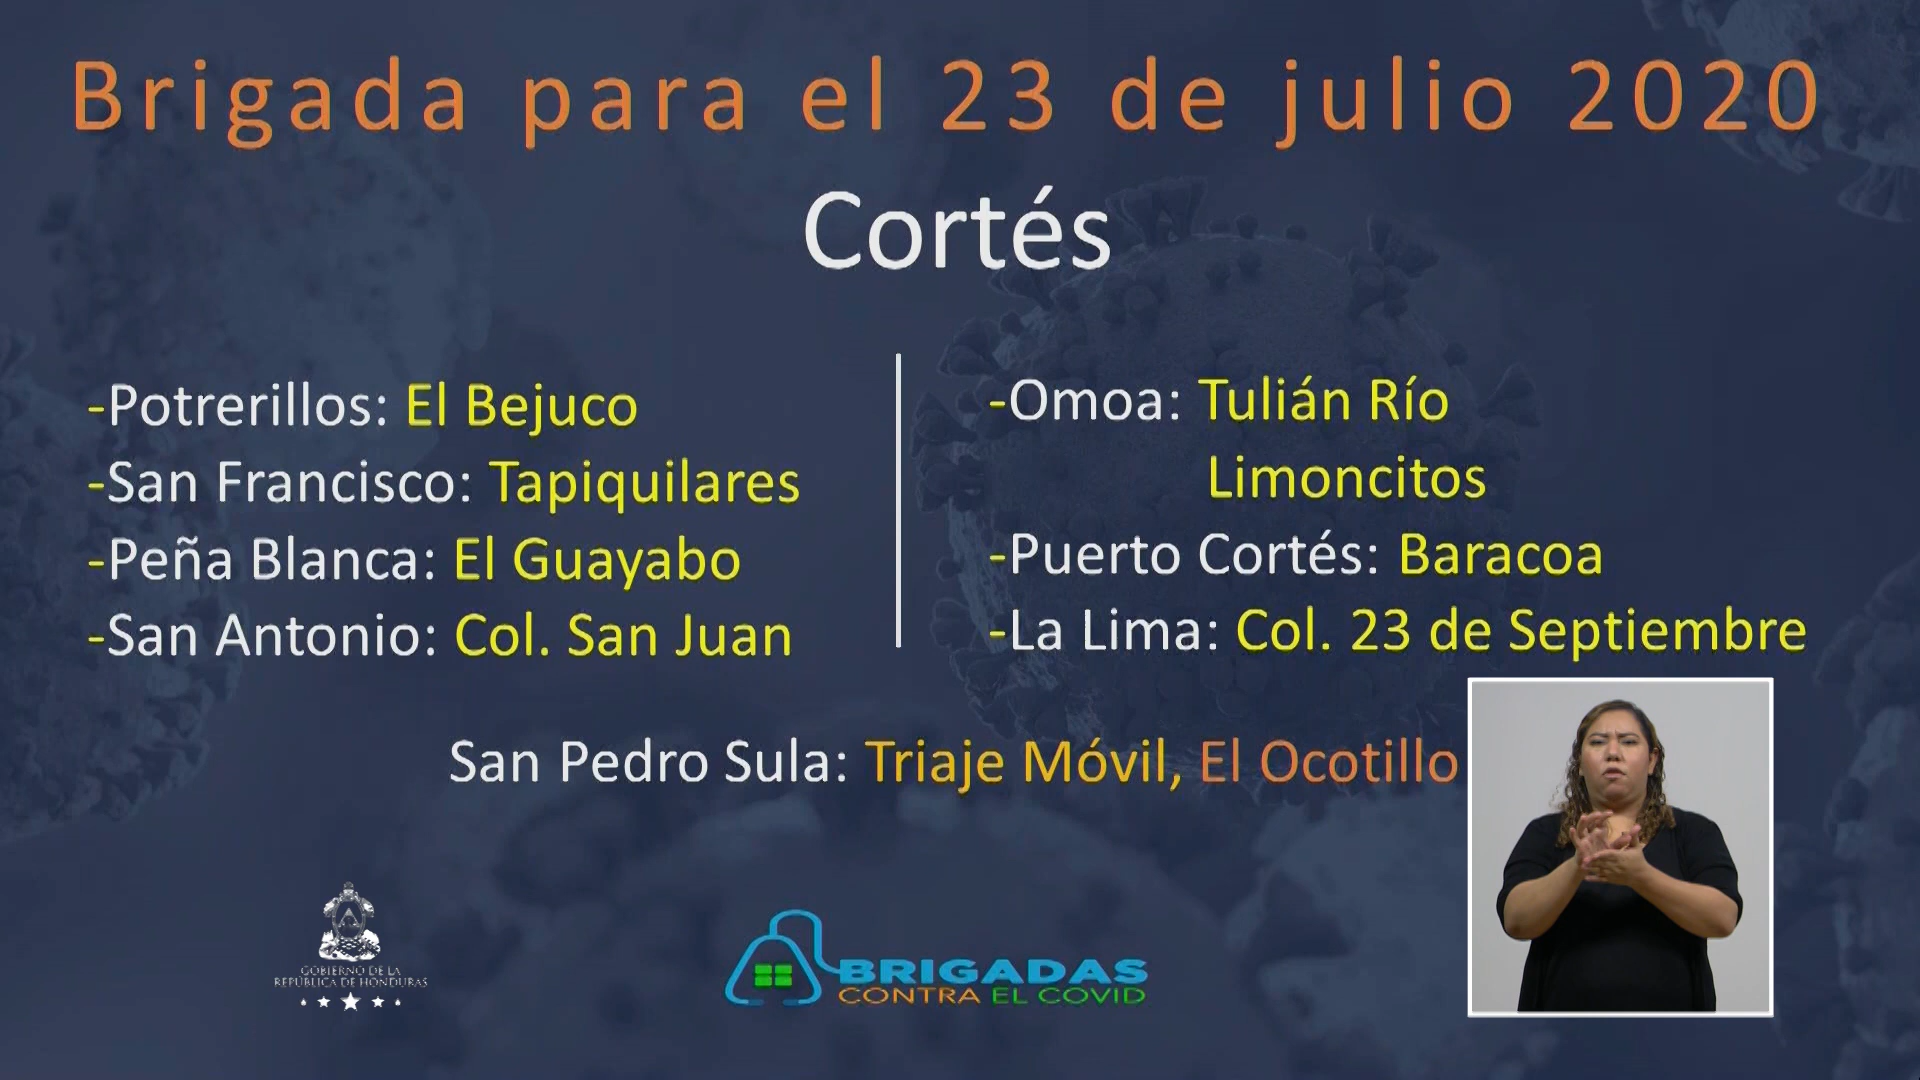 Brigada para el 23 de julio 2020
Cortés
-Potrerillos: El Bejuco
-San Francisco: Tapiquilares
-Peña Blanca: El Guayabo
-San Antonio: Col. San Juan
-Omoa: Tulián Río
Limoncitos
-Puerto Cortés: Baracoa
-La Lima: Col. 23 de Septiembre
San Pedro Sula: Triaje Móvil, El Ocotillo
GOBIERNO DE LA
REPÚBLICA DE HONDURAS
BRIGADAS
CONTRA EL COVID